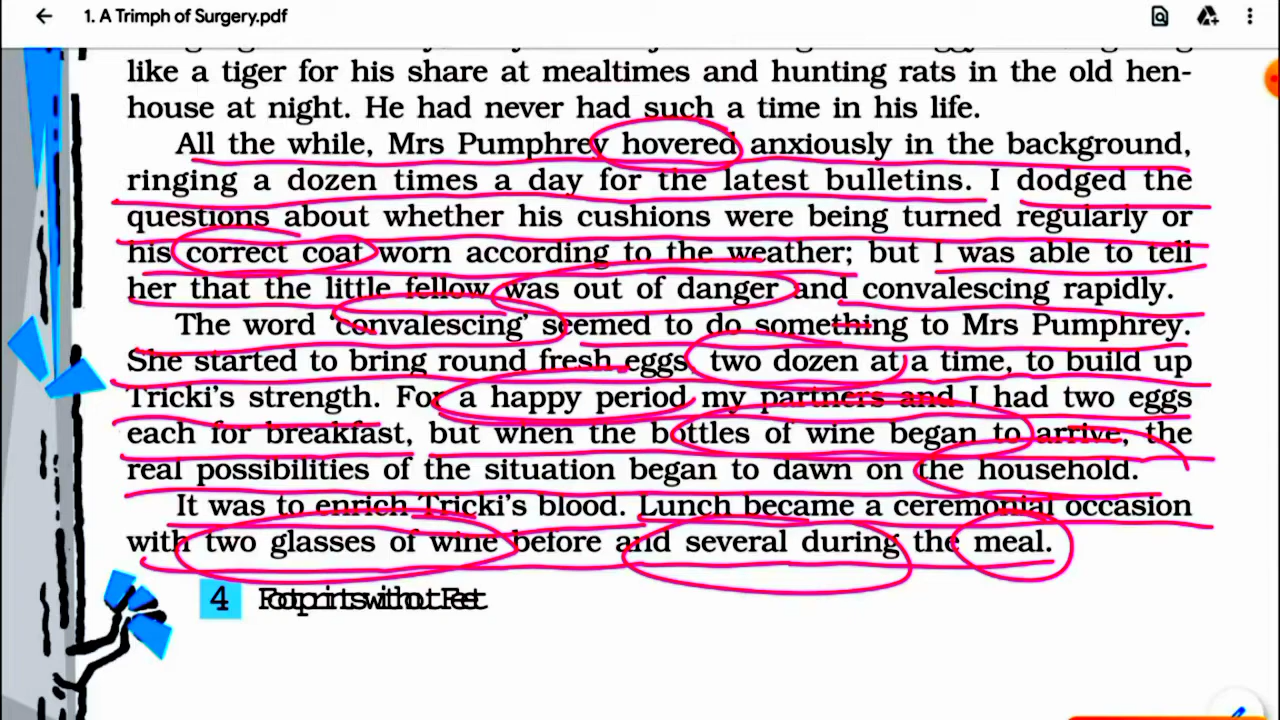 1. A Trimph of Surgery.pdf
like a tiger for his share at mealtimes and hunting rats in the old hen-
house at night. He had never had such a time in his life.
All the while, Mrs Pumphrey hovered anxiously in the background,
ringing a dozen times a day for the latest bulletins. I dodged the
questions about whether his cushions were being turned regularly or
his correct coat worn according to the weather; but I was able to tell
her that the little fellow was out of danger and convalescing rapidly.
The word ‘convalescing’ seemed to do something to Mrs Pumphrey.
She started to bring round fresh eggs, two dozen at a time, to build up
Tricki’s strength. For a happy period my partners and I had two eggs
each for breakfast, but when the bottles of wine began to arrive, the
real possibilities of the situation began to dawn on the household.
It was to enrich Tricki’s blood. Lunch became a ceremonial occasion
with two glasses of wine before and several during the meal.
4 Footprints without Feet